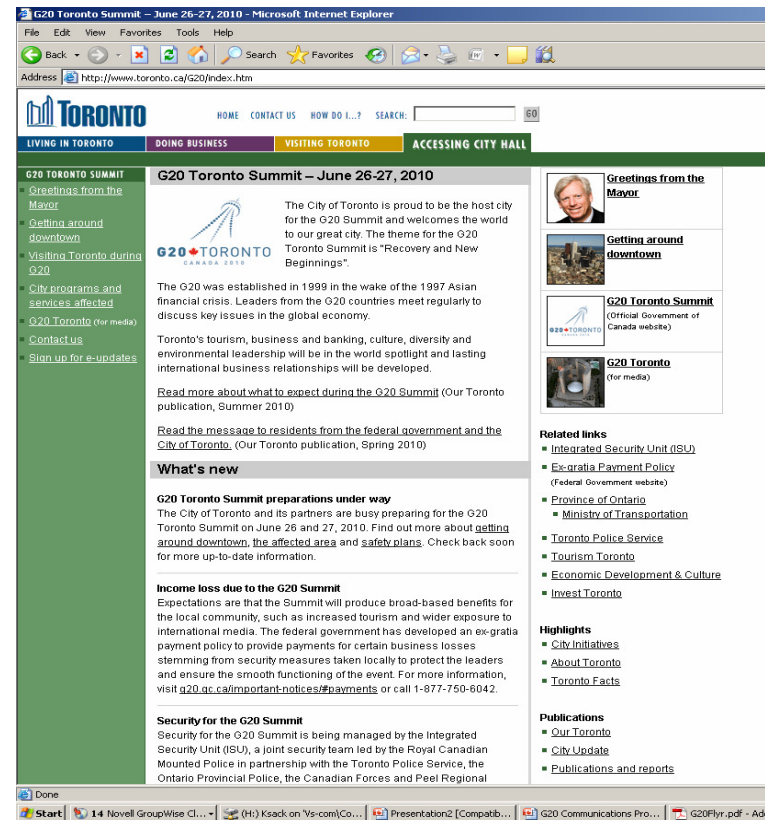 G20 Toronto Summit – June 26-27, 2010 - Microsoft Internet Explorer
File Edit View Favorites Tools Help
Back Search Favorites
Address http://www.toronto.ca/G20/index.htm
TORONTO
HOME CONTACT US HOW DO I...? SEARCH: GO
LIVING IN TORONTO DOING BUSINESS VISITING TORONTO ACCESSING CITY HALL
G20 TORONTO SUMMIT
Greetings from the
Mayor
Getting around
downtown
Visiting Toronto during
G20
City programs and
services affected
G20 Toronto (for media)
Contact us
Sign up for e-updates
G20 Toronto Summit – June 26-27, 2010
G20 TORONTO
CANADA 2010
The City of Toronto is proud to be the host city
for the G20 Summit and welcomes the world
to our great city. The theme for the G20
Toronto Summit is "Recovery and New
Beginnings".
The G20 was established in 1999 in the wake of the 1997 Asian
financial crisis. Leaders from the G20 countries meet regularly to
discuss key issues in the global economy.
Toronto's tourism, business and banking, culture, diversity and
environmental leadership will be in the world spotlight and lasting
international business relationships will be developed.
Read more about what to expect during the G20 Summit (Our Toronto
publication, Summer 2010)
Read the message to residents from the federal government and the
City of Toronto. (Our Toronto publication, Spring 2010)
What's new
G20 Toronto Summit preparations under way
The City of Toronto and its partners are busy preparing for the G20
Toronto Summit on June 26 and 27, 2010. Find out more about getting
around downtown, the affected area and safety plans. Check back soon
for more up-to-date information.
Income loss due to the G20 Summit
Expectations are that the Summit will produce broad-based benefits for
the local community, such as increased tourism and wider exposure to
international media. The federal government has developed an ex-gratia
payment policy to provide payments for certain business losses
stemming from security measures taken locally to protect the leaders
and ensure the smooth functioning of the event. For more information,
visit g20.gc.ca/important-notices/#payments or call 1-877-750-6042.
Security for the G20 Summit
Security for the G20 Summit is being managed by the Integrated
Security Unit (ISU), a joint security team led by the Royal Canadian
Mounted Police in partnership with the Toronto Police Service, the
Ontario Provincial Police, the Canadian Forces and Peel Regional
Greetings from the
Mayor
Getting around
downtown
G20 TORONTO
G20 Toronto Summit
(Official Government of
Canada website)
G20 Toronto
(for media)
Related links
Integrated Security Unit (ISU)
Ex-gratia Payment Policy
(Federal Government website)
Province of Ontario
Ministry of Transportation
Toronto Police Service
Tourism Toronto
Economic Development & Culture
Invest Toronto
Highlights
City Initiatives
About Toronto
Toronto Facts
Publications
Our Toronto
City Update
Publications and reports
Done
Start 14 Novell GroupWise Cl... (H:) Ksack on 'Vs-com\Co... Presentation2 [Compatib... G20 Communications Pro... G20Flyr.pdf - Ad